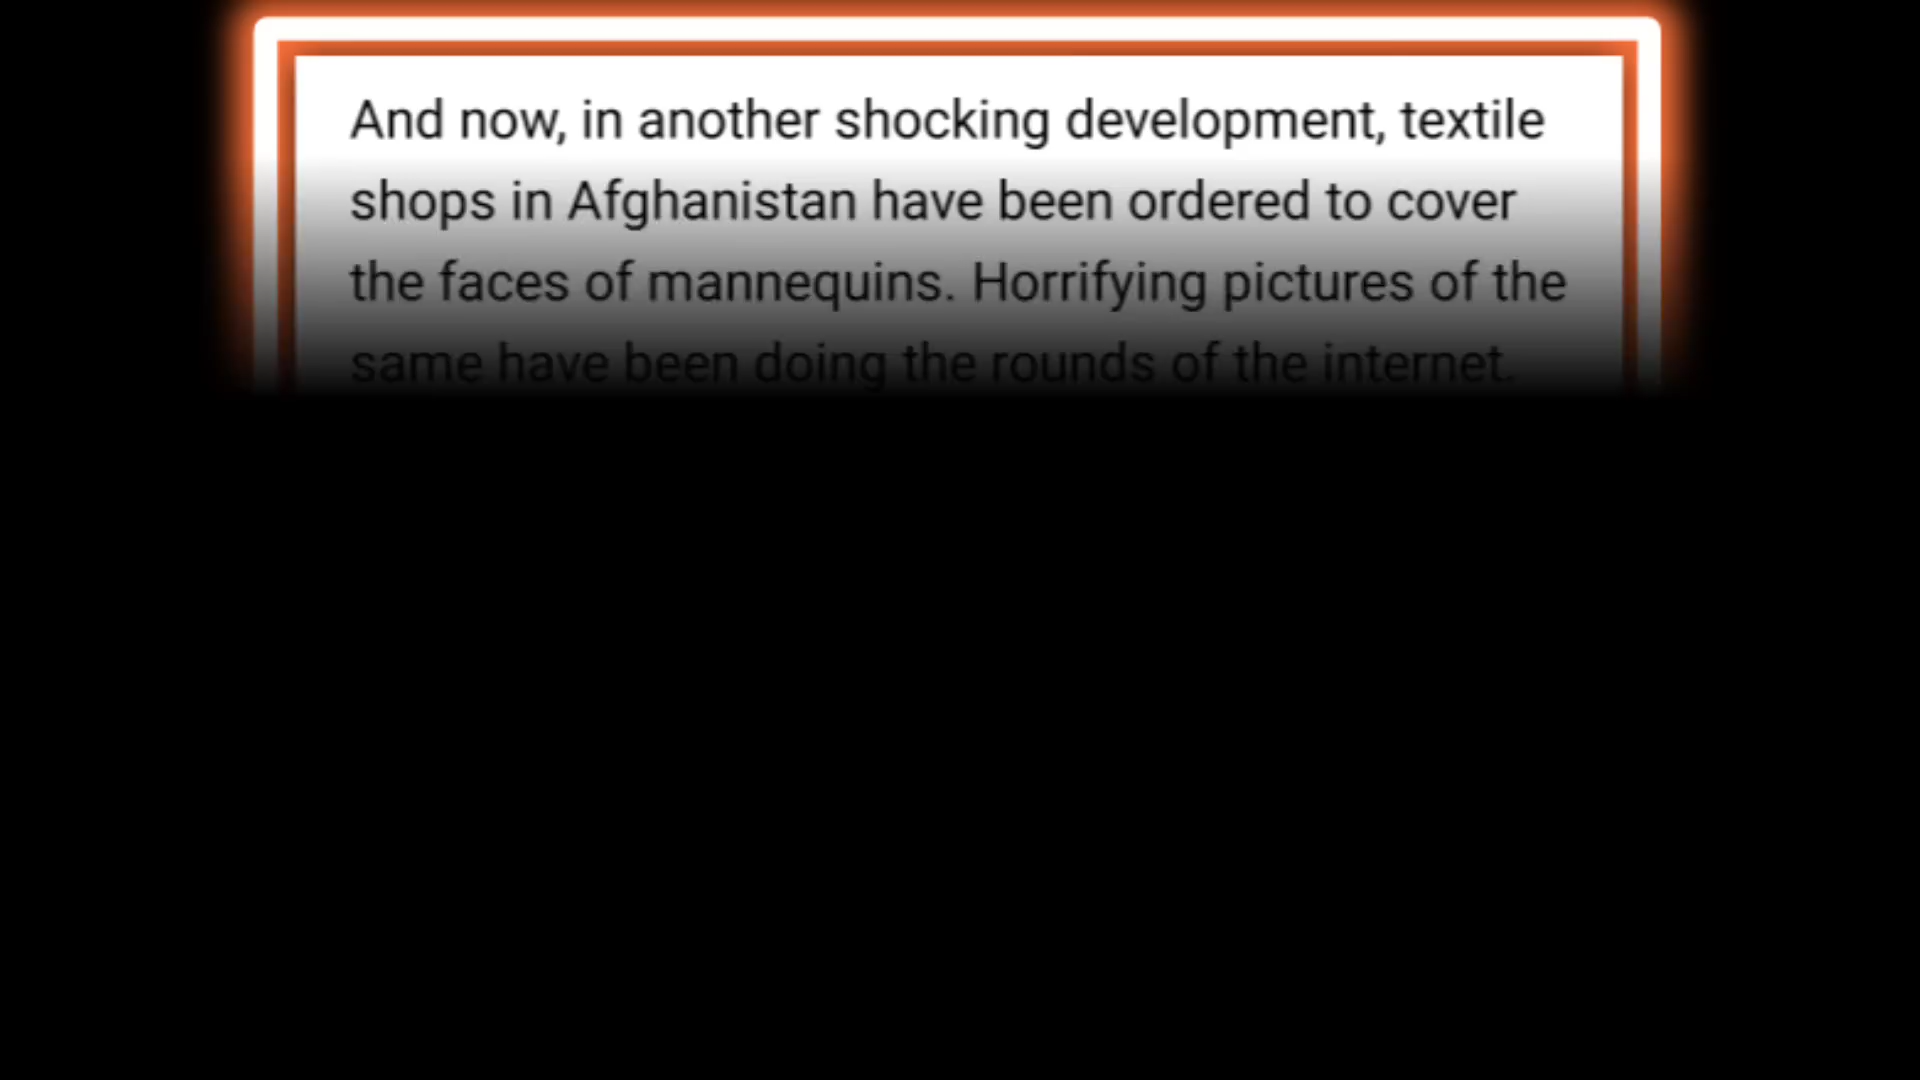 And now, in another shocking development, textile
shops in Afghanistan have been ordered to cover
the faces of mannequins. Horrifying pictures of the
same have been doing the rounds of the internet.